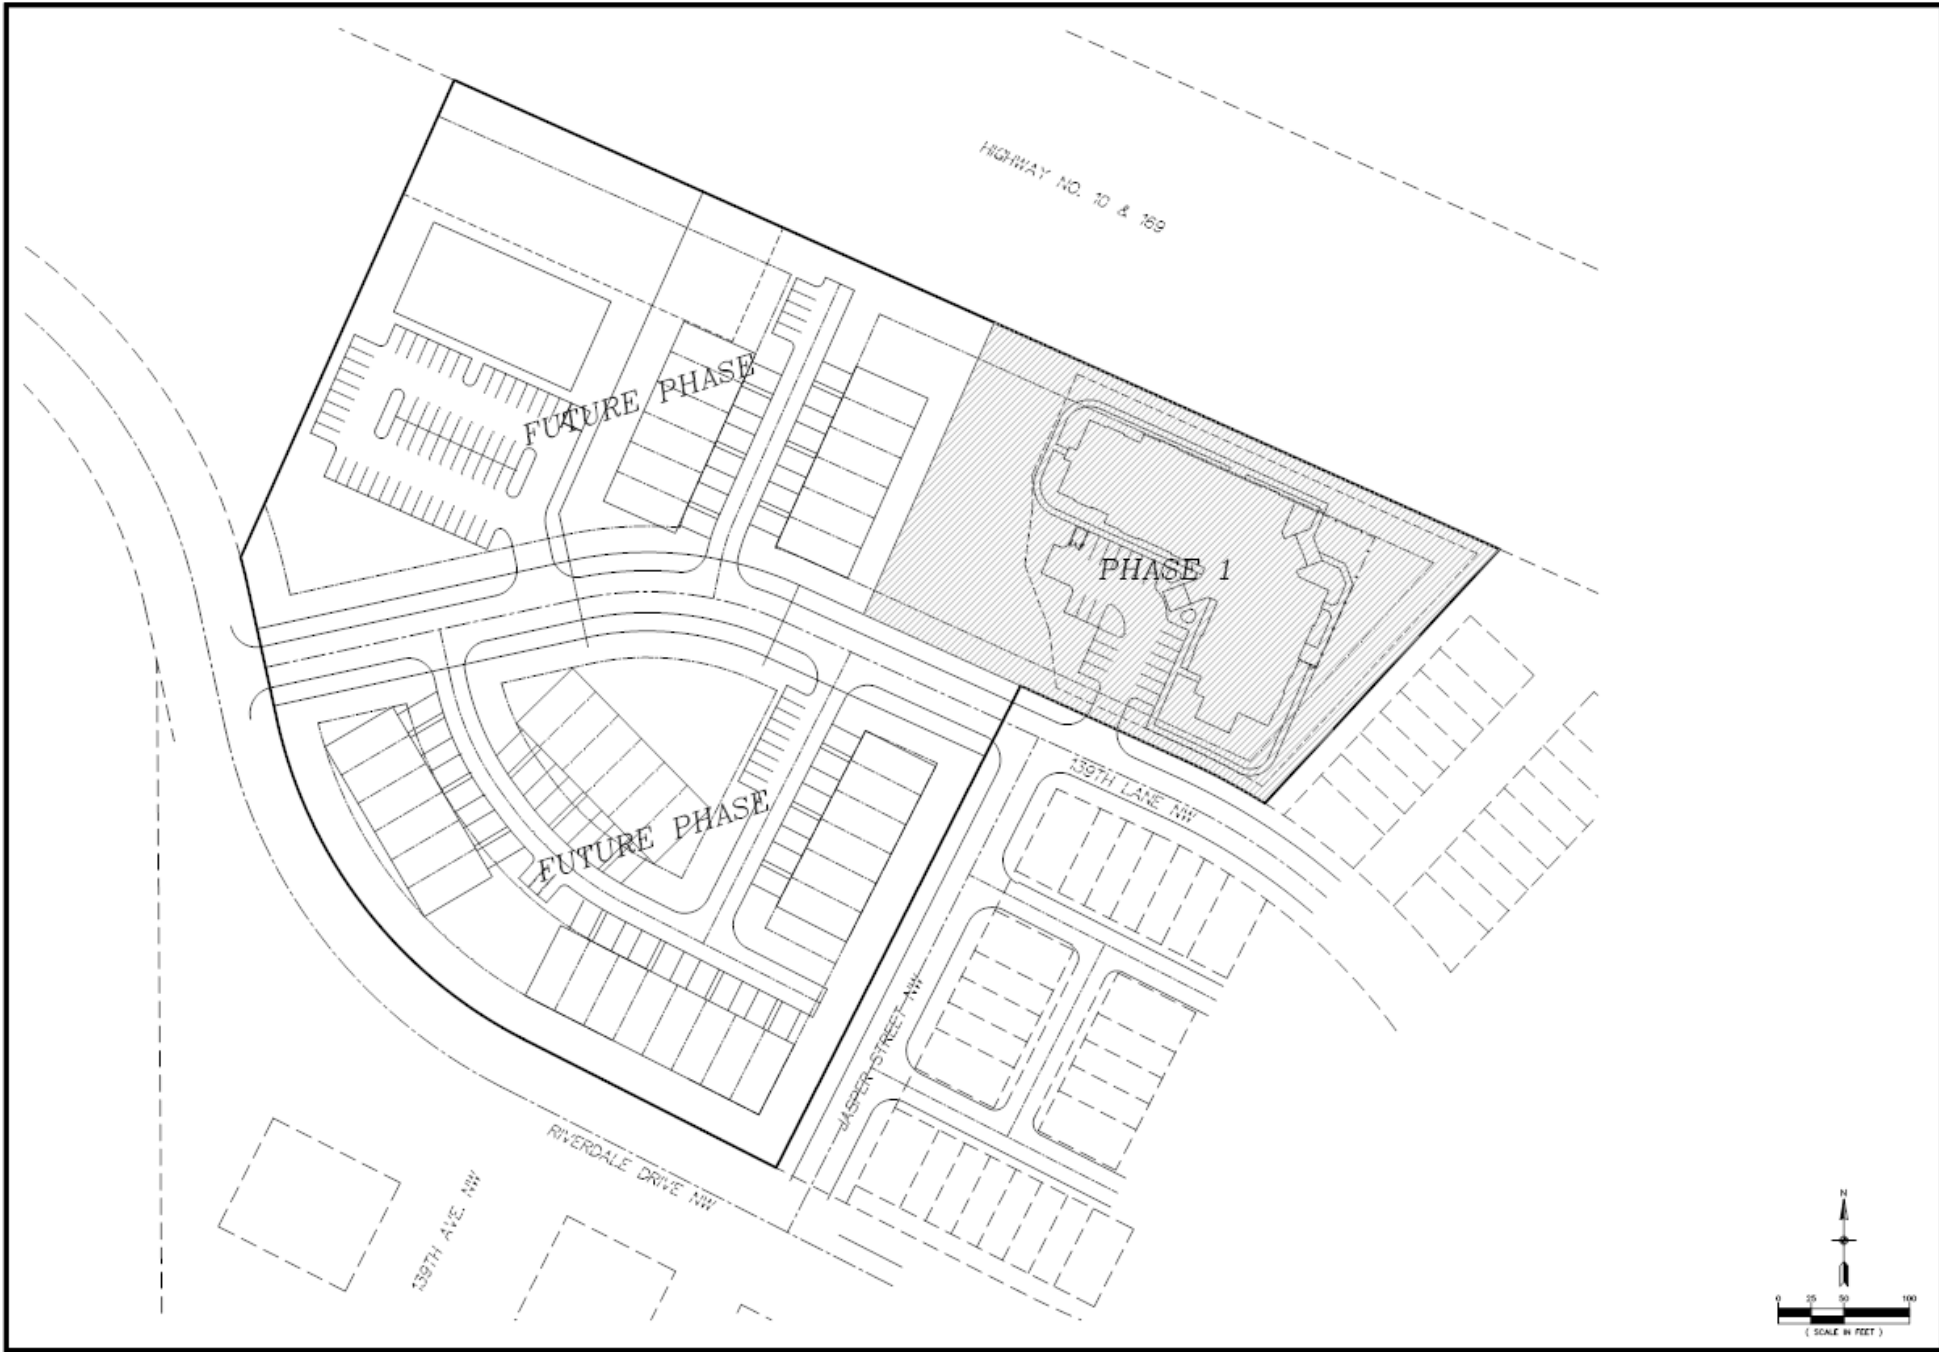 HIGHWAY NO. 10 & 169
FUTURE PHASE
PHASE 1
139TH LANE NW
FUTURE PHASE
JASPER STREET NW
RIVERDALE DRIVE NW
139TH AVE. NW
N
0 25 50 100
( SCALE IN FEET )